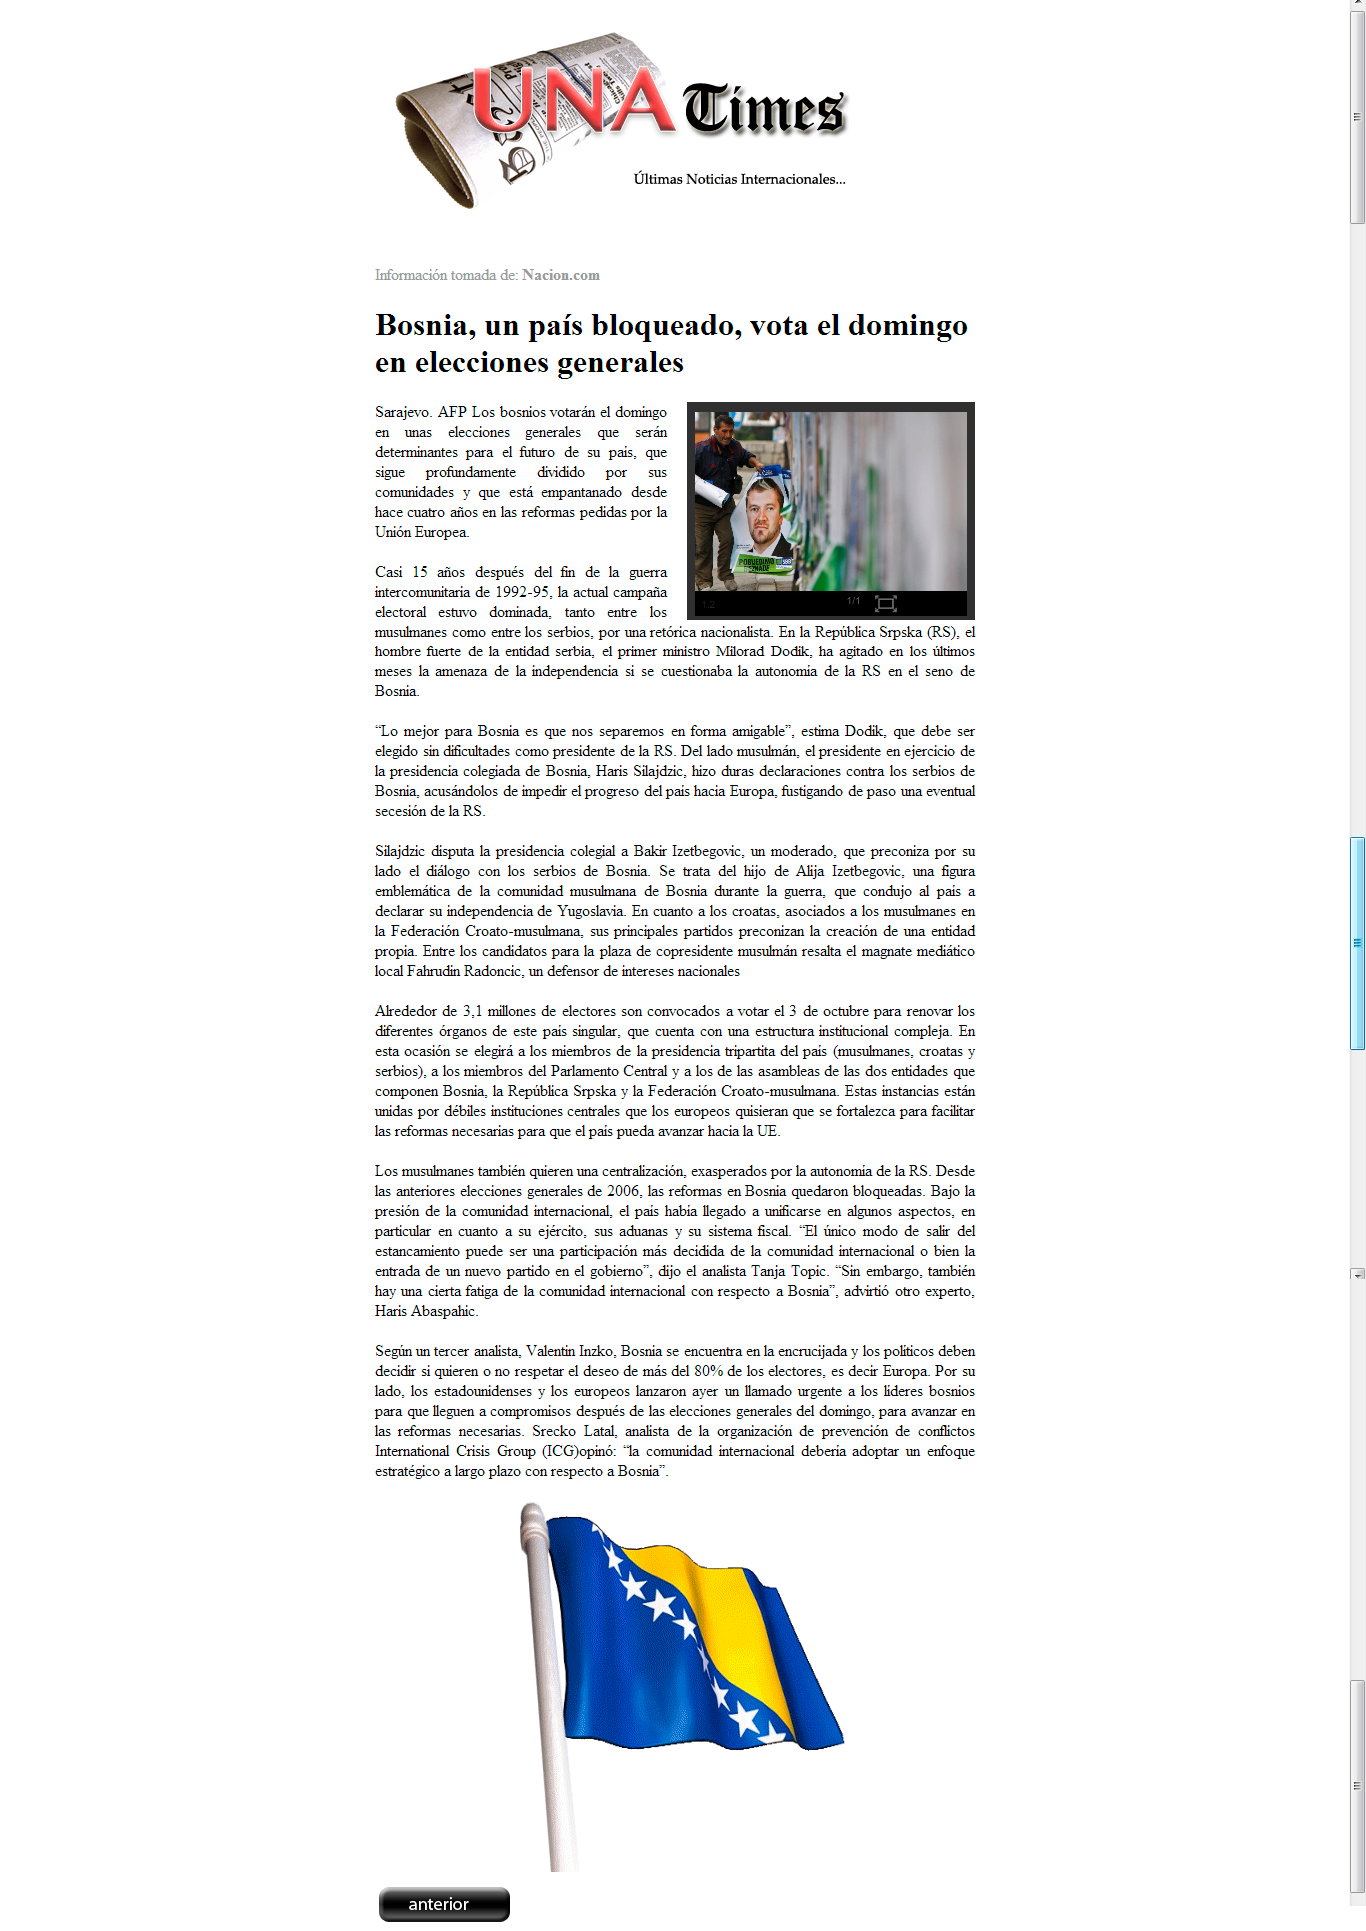 UNA Times
Últimas Noticias Internacionales...
Información tomada de: Nacion.com
Bosnia, un país bloqueado, vota el domingo
en elecciones generales
Sarajevo. AFP Los bosnios votarán el domingo
en unas elecciones generales que serán
determinantes para el futuro de su país, que
sigue profundamente dividido por sus
comunidades y que está empantanado desde
hace cuatro años en las reformas pedidas por la
Unión Europea.
Casi 15 años después del fin de la guerra
intercomunitaria de 1992-95, la actual campaña
electoral estuvo dominada, tanto entre los
musulmanes como entre los serbios, por una retórica nacionalista. En la República Srpska (RS), el
hombre fuerte de la entidad serbia, el primer ministro Milorad Dodik, ha agitado en los últimos
meses la amenaza de la independencia si se cuestionaba la autonomía de la RS en el seno de
Bosnia.
“Lo mejor para Bosnia es que nos separemos en forma amigable”, estima Dodik, que debe ser
elegido sin dificultades como presidente de la RS. Del lado musulmán, el presidente en ejercicio de
la presidencia colegiada de Bosnia, Haris Silajdzic, hizo duras declaraciones contra los serbios de
Bosnia, acusándolos de impedir el progreso del país hacia Europa, fustigando de paso una eventual
secesión de la RS.
Silajdzic disputa la presidencia colegial a Bakir Izetbegovic, un moderado, que preconiza por su
lado el diálogo con los serbios de Bosnia. Se trata del hijo de Alija Izetbegovic, una figura
emblemática de la comunidad musulmana de Bosnia durante la guerra, que condujo al país a
declarar su independencia de Yugoslavia. En cuanto a los croatas, asociados a los musulmanes en
la Federación Croato-musulmana, sus principales partidos preconizan la creación de una entidad
propia. Entre los candidatos para la plaza de copresidente musulmán resalta el magnate mediático
local Fahrudin Radoncic, un defensor de intereses nacionales
Alrededor de 3,1 millones de electores son convocados a votar el 3 de octubre para renovar los
diferentes órganos de este país singular, que cuenta con una estructura institucional compleja. En
esta ocasión se elegirá a los miembros de la presidencia tripartita del país (musulmanes, croatas y
serbios), a los miembros del Parlamento Central y a los de las asambleas de las dos entidades que
componen Bosnia, la República Srpska y la Federación Croato-musulmana. Estas instancias están
unidas por débiles instituciones centrales que los europeos quisieran que se fortalezca para facilitar
las reformas necesarias para que el país pueda avanzar hacia la UE.
Los musulmanes también quieren una centralización, exasperados por la autonomía de la RS. Desde
las anteriores elecciones generales de 2006, las reformas en Bosnia quedaron bloqueadas. Bajo la
presión de la comunidad internacional, el país había llegado a unificarse en algunos aspectos, en
particular en cuanto a su ejército, sus aduanas y su sistema fiscal. “El único modo de salir del
estancamiento puede ser una participación más decidida de la comunidad internacional o bien la
entrada de un nuevo partido en el gobierno”, dijo el analista Tanja Topic. “Sin embargo, también
hay una cierta fatiga de la comunidad internacional con respecto a Bosnia”, advirtió otro experto,
Haris Abaspahic.
Según un tercer analista, Valentin Inzko, Bosnia se encuentra en la encrucijada y los políticos deben
decidir si quieren o no respetar el deseo de más del 80% de los electores, es decir Europa. Por su
lado, los estadounidenses y los europeos lanzaron ayer un llamado urgente a los líderes bosnios
para que lleguen a compromisos después de las elecciones generales del domingo, para avanzar en
las reformas necesarias. Srecko Latal, analista de la organización de prevención de conflictos
International Crisis Group (ICG)opinó: “la comunidad internacional debería adoptar un enfoque
estratégico a largo plazo con respecto a Bosnia”.
1.2
1/1
anterior